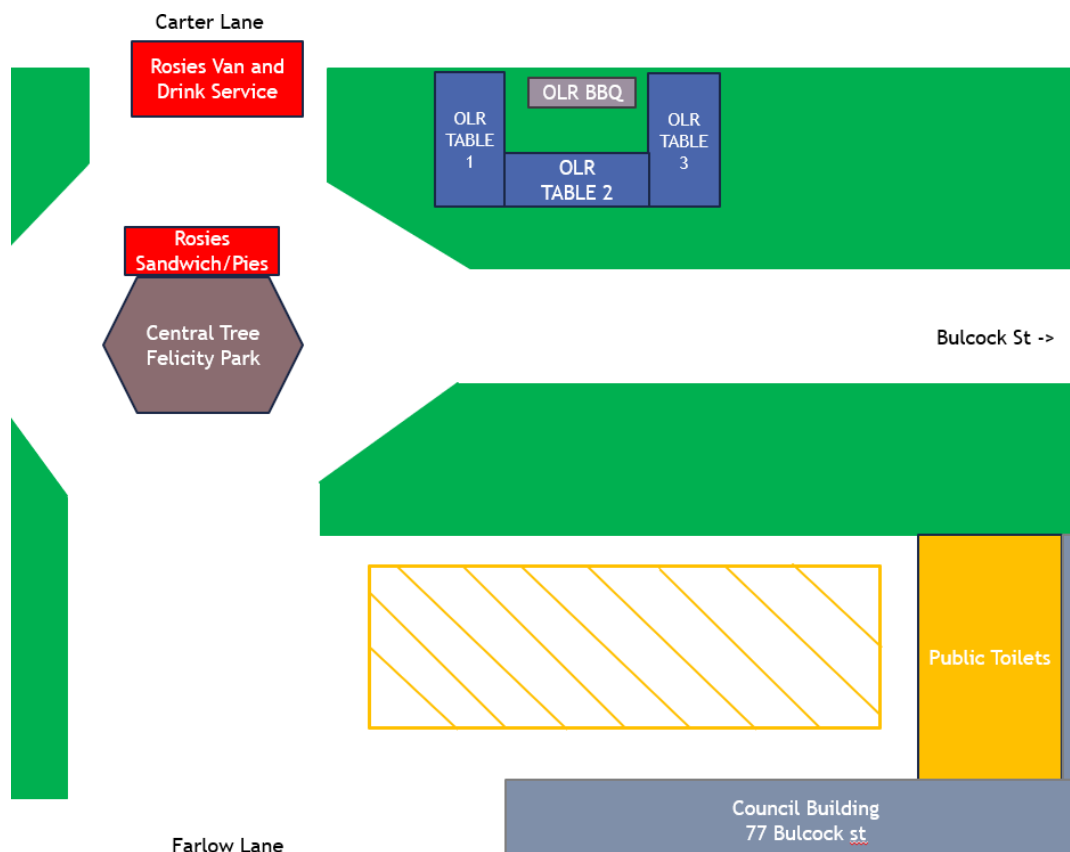 Carter Lane
Rosies Van and
Drink Service
OLR BBQ
OLR
TABLE
1
OLR
TABLE 2
OLR
TABLE
3
Rosies
Sandwich/Pies
Central Tree
Felicity Park
Bulcock St ->
Public Toilets
Council Building
77 Bulcock st
Farlow Lane